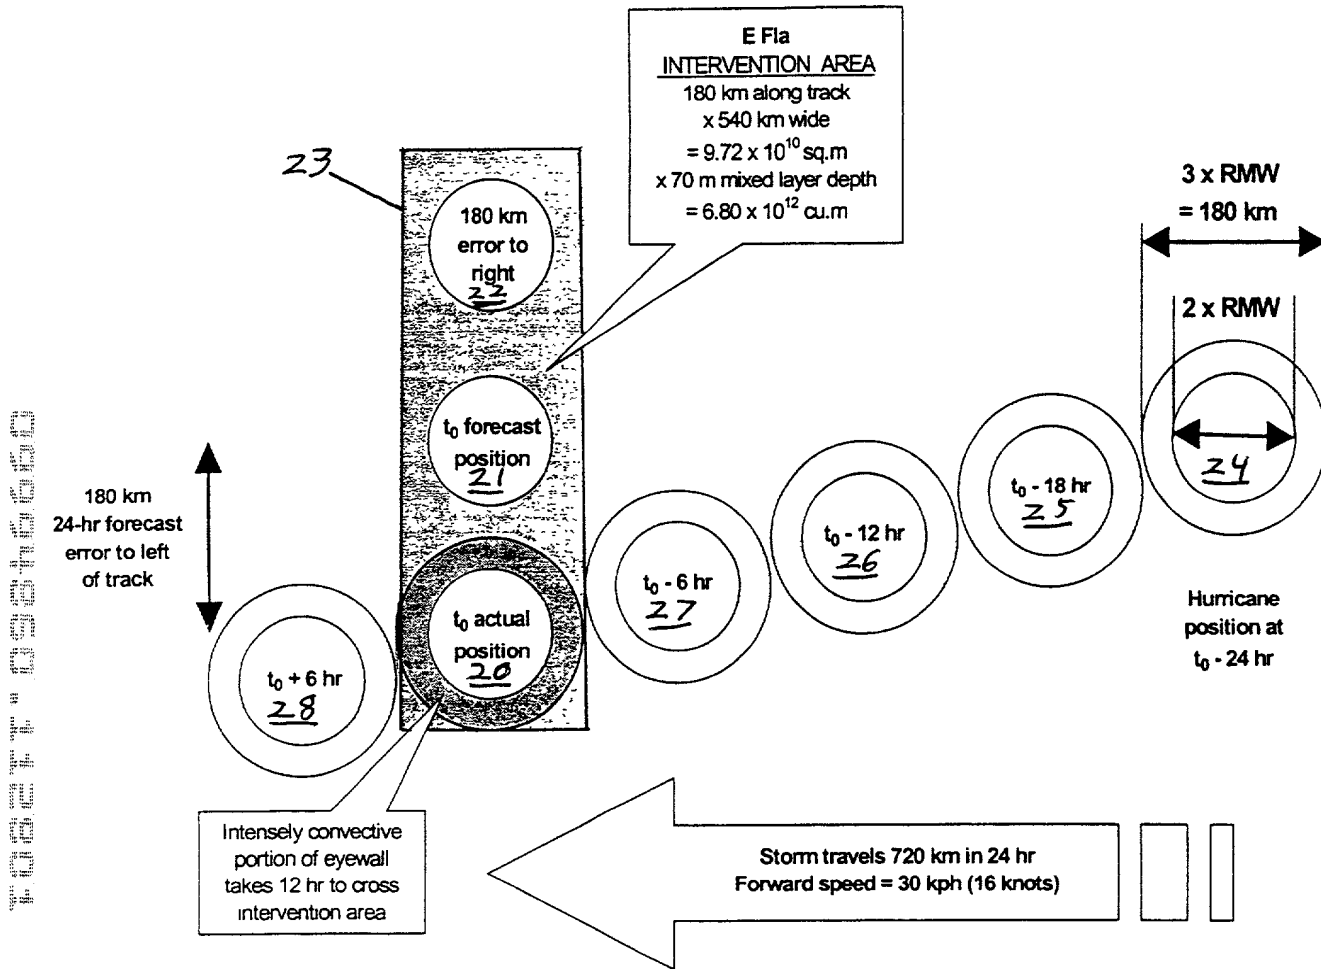 E Fla
INTERVENTION AREA
180 km along track
x 540 km wide
= 9.72 x 10¹⁰ sq.m
x 70 m mixed layer depth
= 6.80 x 10¹² cu.m
23
180 km
error to
right
22
3 x RMW
= 180 km
2 x RMW
24
t₀ forecast
position
21
t₀ - 18 hr
25
t₀ - 12 hr
26
t₀ - 6 hr
27
180 km
24-hr forecast
error to left
of track
t₀ actual
position
20
t₀ + 6 hr
28
Hurricane
position at
t₀ - 24 hr
Intensely convective
portion of eyewall
takes 12 hr to cross
intervention area
Storm travels 720 km in 24 hr
Forward speed = 30 kph (16 knots)